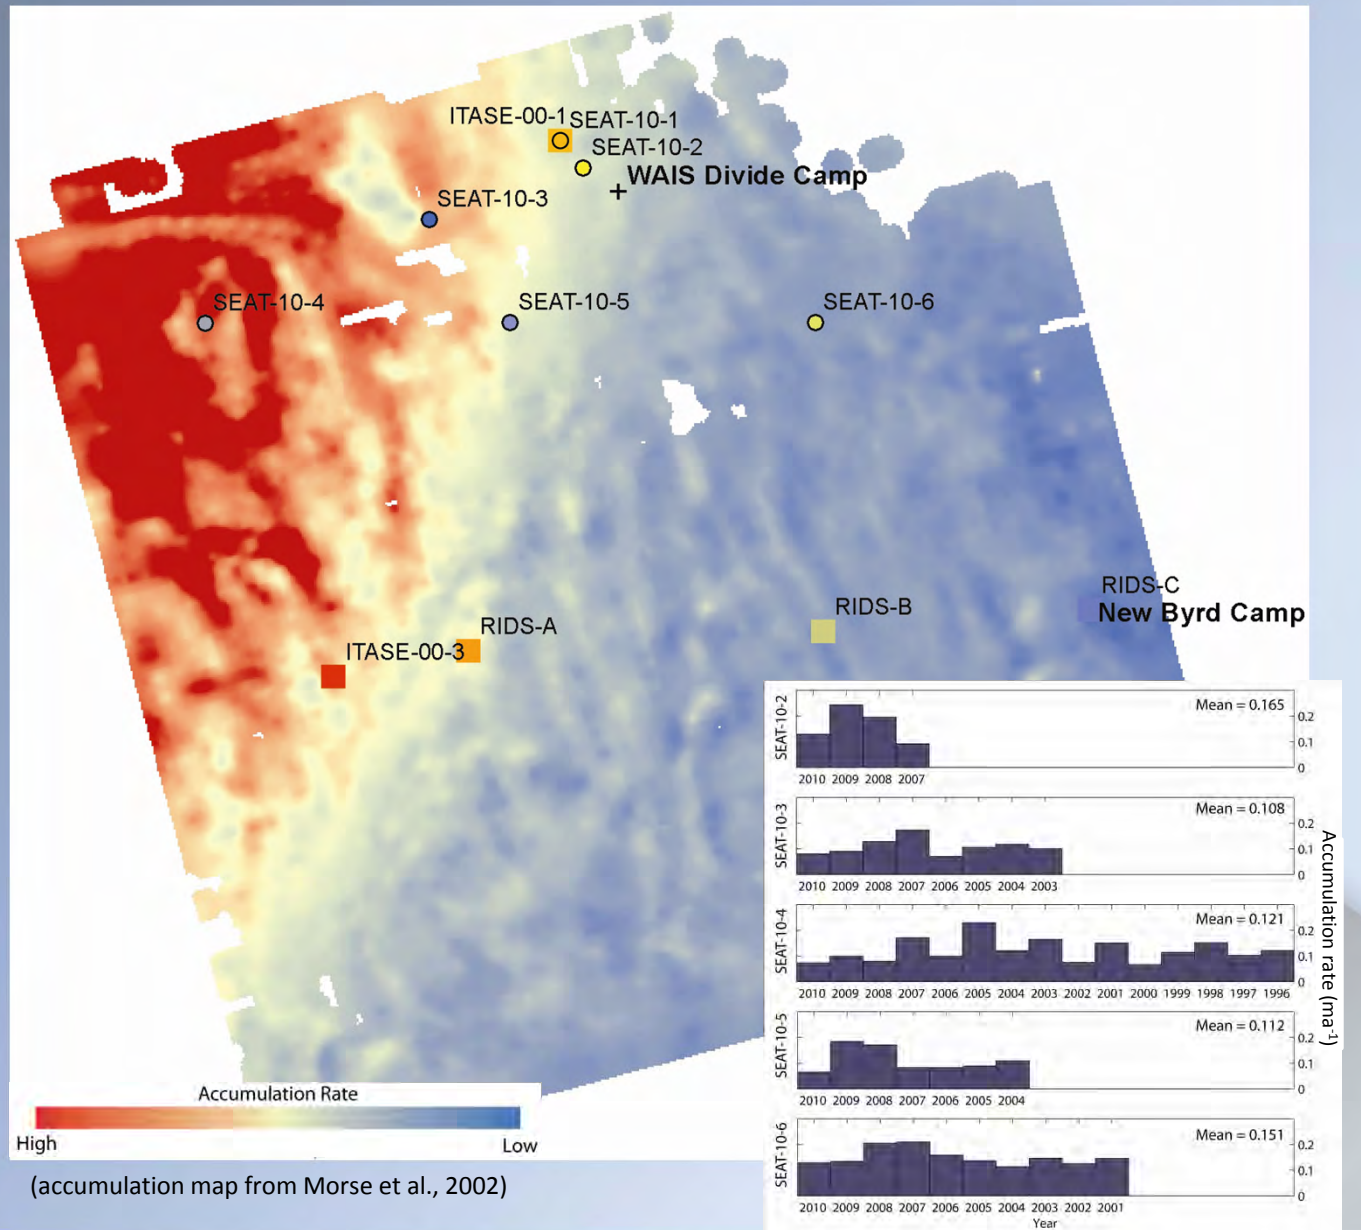 ITASE-00-1
SEAT-10-1
SEAT-10-2
WAIS Divide Camp
SEAT-10-3
SEAT-10-4
SEAT-10-5
SEAT-10-6
RIDS-C
New Byrd Camp
RIDS-B
RIDS-A
ITASE-00-3
SEAT-10-2
Mean = 0.165
0.2
0.1
0
2010 2009 2008 2007
SEAT-10-3
Mean = 0.108
0.2
0.1
0
2010 2009 2008 2007 2006 2005 2004 2003
SEAT-10-4
Mean = 0.121
0.2
0.1
0
2010 2009 2008 2007 2006 2005 2004 2003 2002 2001 2000 1999 1998 1997 1996
SEAT-10-5
Mean = 0.112
0.2
0.1
0
2010 2009 2008 2007 2006 2005 2004
SEAT-10-6
Mean = 0.151
0.2
0.1
0
2010 2009 2008 2007 2006 2005 2004 2003 2002 2001
Year
Accumulation rate (ma⁻¹)
Accumulation Rate
High
Low
(accumulation map from Morse et al., 2002)